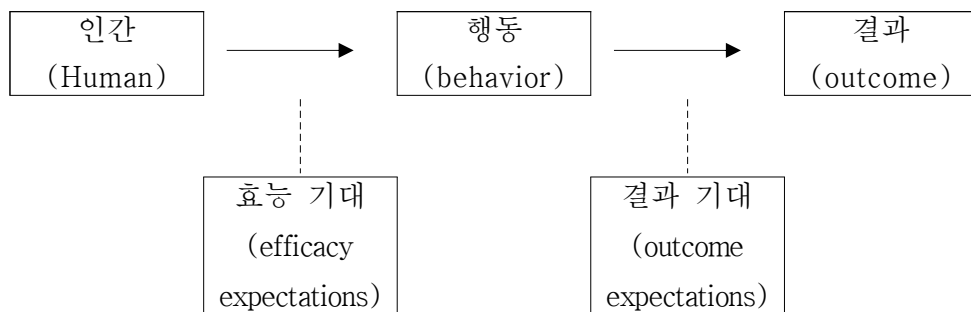 인간
(Human)
행동
(behavior)
결과
(outcome)
효능 기대
(efficacy
expectations)
결과 기대
(outcome
expectations)